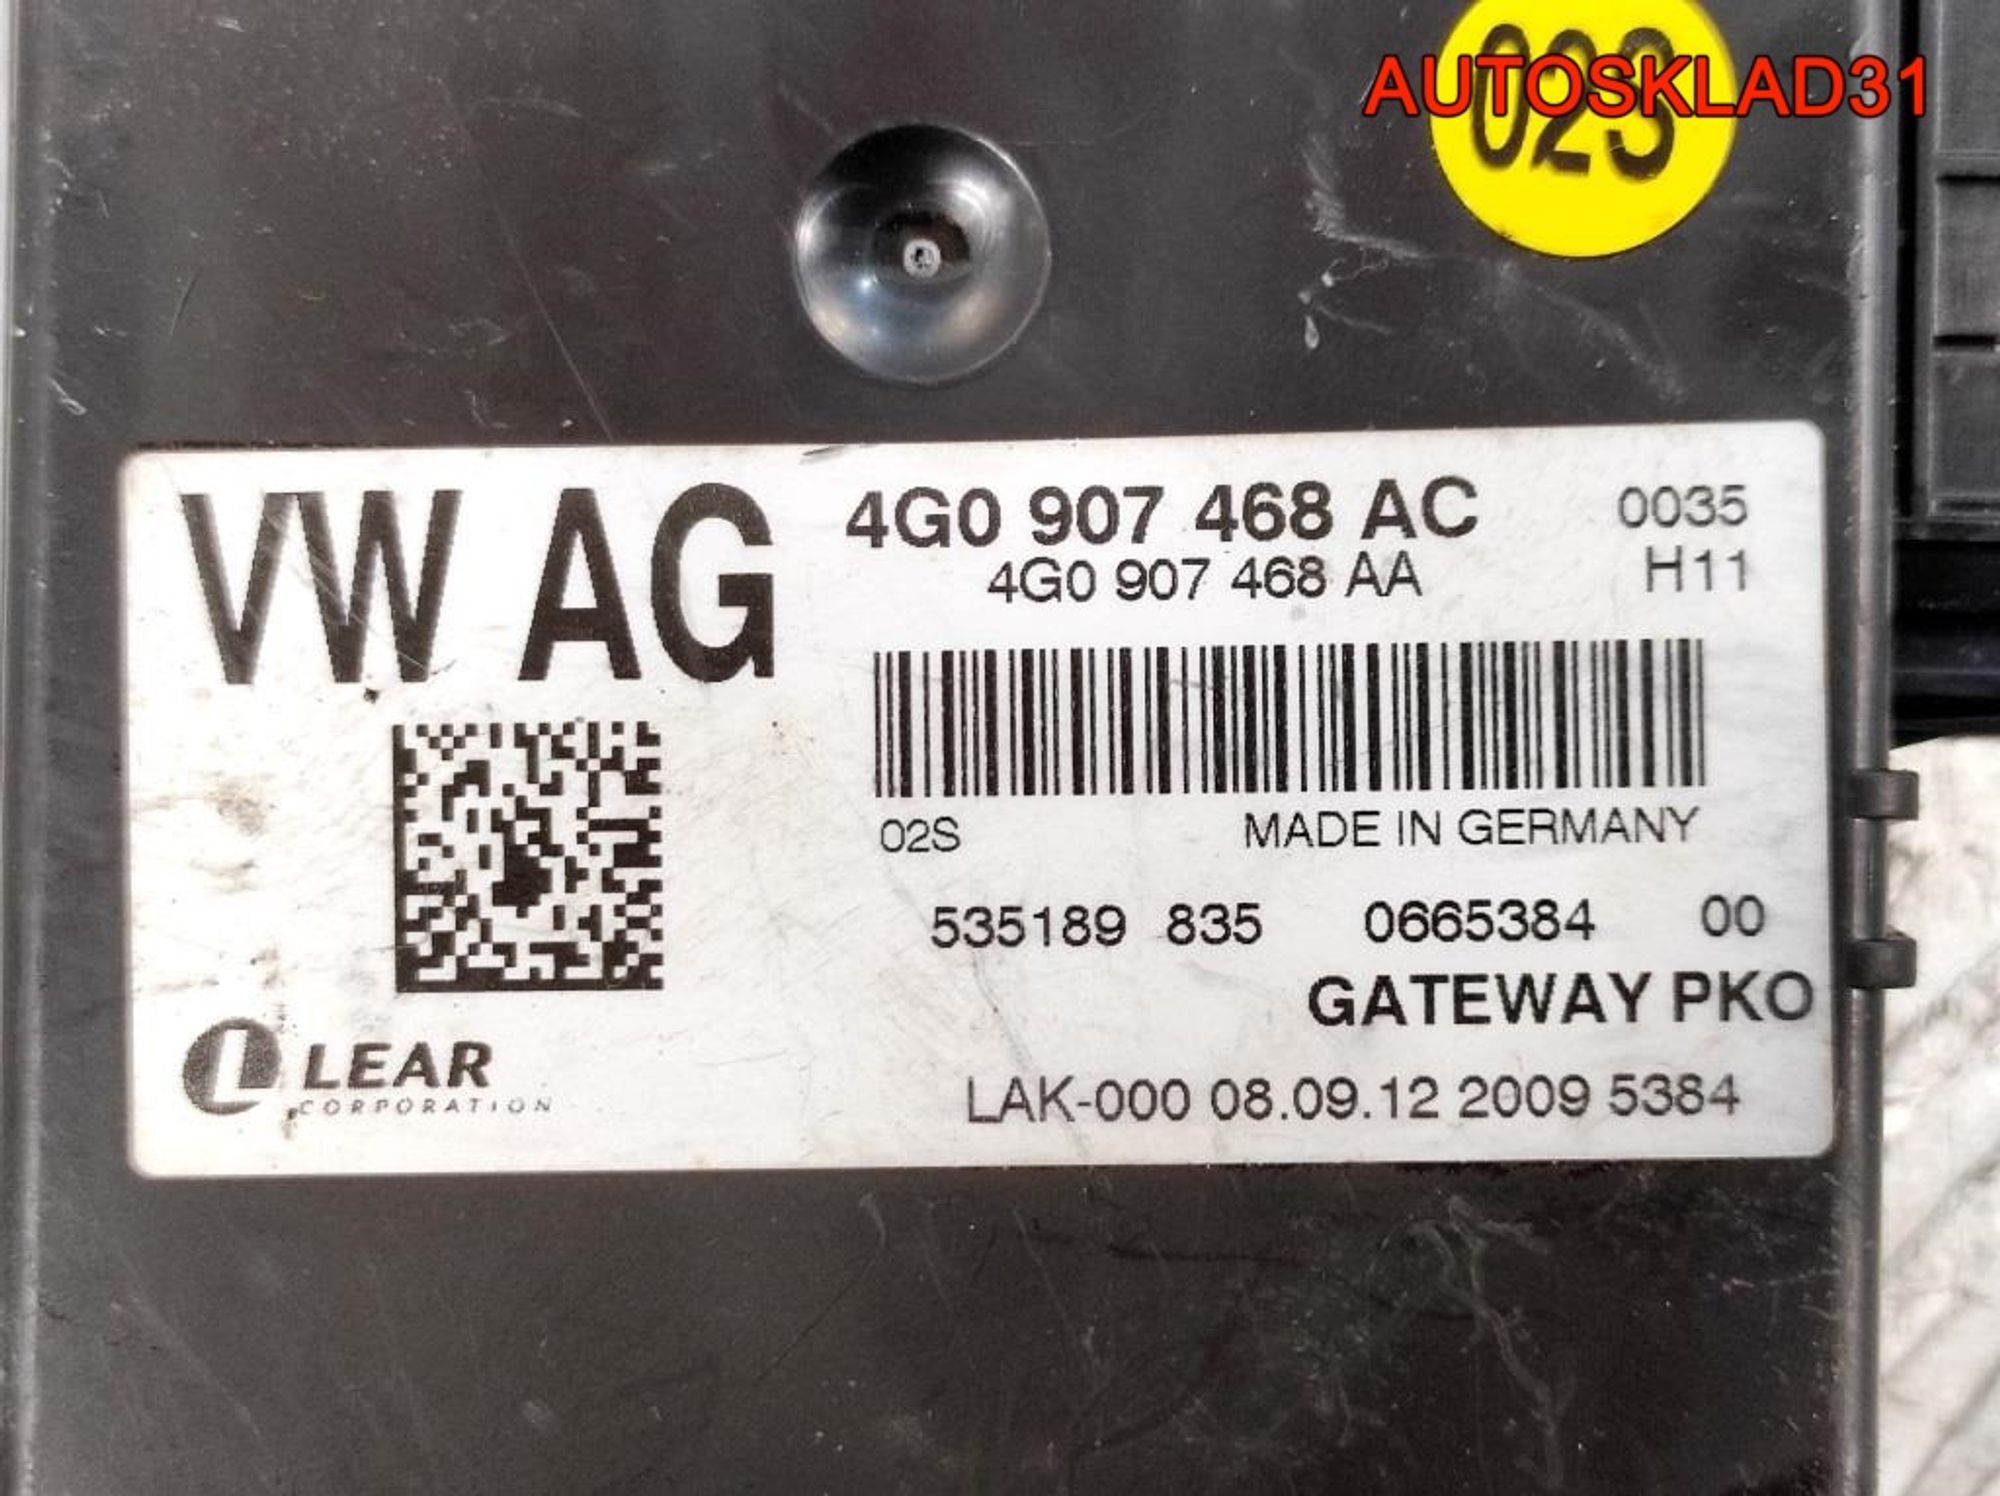 AUTOSKLAD31
023
VW AG
4G0 907 468 AC 0035
4G0 907 468 AA H11
02S MADE IN GERMANY
535189 835 0665384 00
GATEWAY PKO
LEAR
CORPORATION
LAK-000 08.09.12 2009 5384